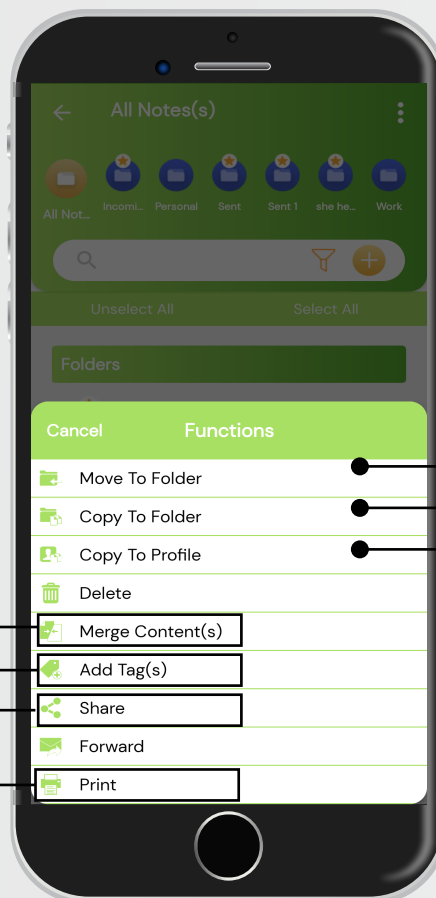 All Notes(s)
All Not... Incomi... Personal Sent Sent 1 she he... Work
Unselect All Select All
Folders
Cancel Functions
Move To Folder
Copy To Folder
Copy To Profile
Delete
Merge Content(s)
Add Tag(s)
Share
Forward
Print